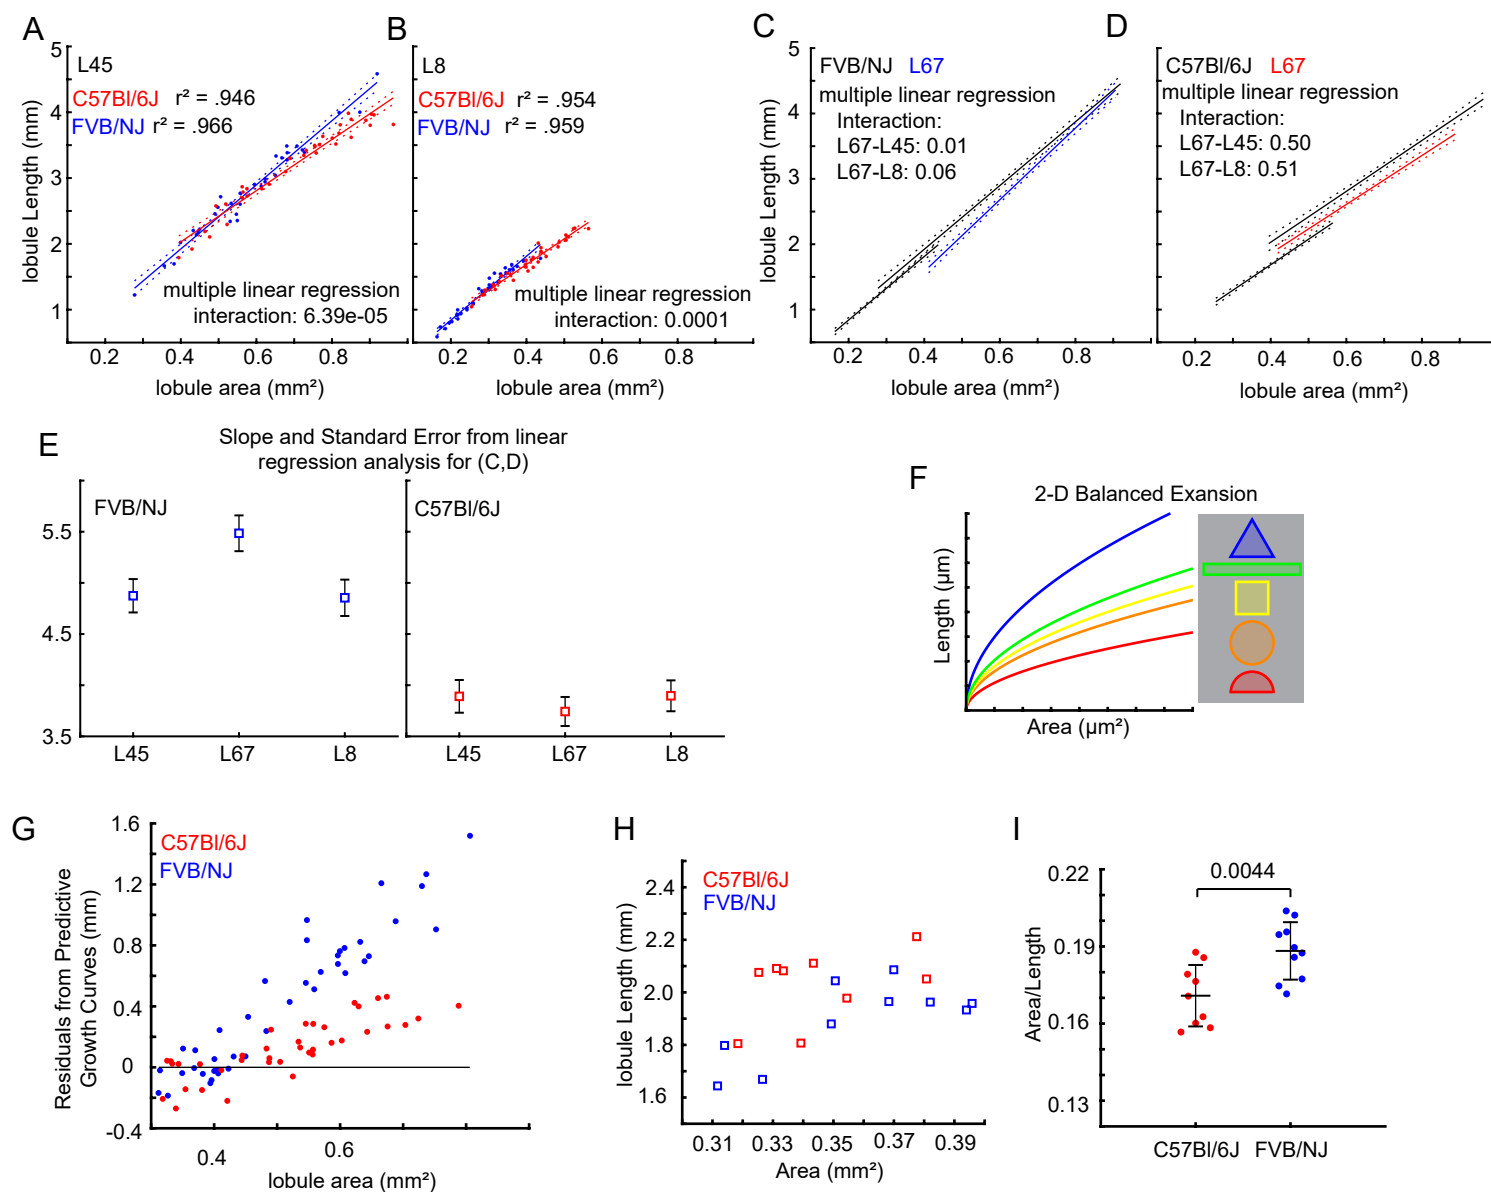 A
5
4
3
2
1
lobule Length (mm)
L45
C57Bl/6J r² = .946
FVB/NJ r² = .966
multiple linear regression
interaction: 6.39e-05
0.2 0.4 0.6 0.8
lobule area (mm²)
B
L8
C57Bl/6J r² = .954
FVB/NJ r² = .959
multiple linear regression
interaction: 0.0001
0.2 0.4 0.6 0.8
lobule area (mm²)
C
5
4
3
2
1
lobule Length (mm)
FVB/NJ L67
multiple linear regression
Interaction:
L67-L45: 0.01
L67-L8: 0.06
0.2 0.4 0.6 0.8
lobule area (mm²)
D
C57Bl/6J L67
multiple linear regression
Interaction:
L67-L45: 0.50
L67-L8: 0.51
0.2 0.4 0.6 0.8
lobule area (mm²)
E
Slope and Standard Error from linear
regression analysis for (C,D)
FVB/NJ
C57Bl/6J
5.5
4.5
3.5
L45 L67 L8
L45 L67 L8
F
2-D Balanced Exansion
Length (µm)
Area (µm²)
G
1.6
1.2
0.8
0.4
0
-0.4
Residuals from Predictive
Growth Curves (mm)
C57Bl/6J
FVB/NJ
0.4 0.6
lobule area (mm²)
H
2.4
2.2
2.0
1.8
1.6
lobule Length (mm)
C57Bl/6J
FVB/NJ
0.31 0.33 0.35 0.37 0.39
Area (mm²)
I
0.22
0.19
0.16
0.13
Area/Length
0.0044
C57Bl/6J FVB/NJ